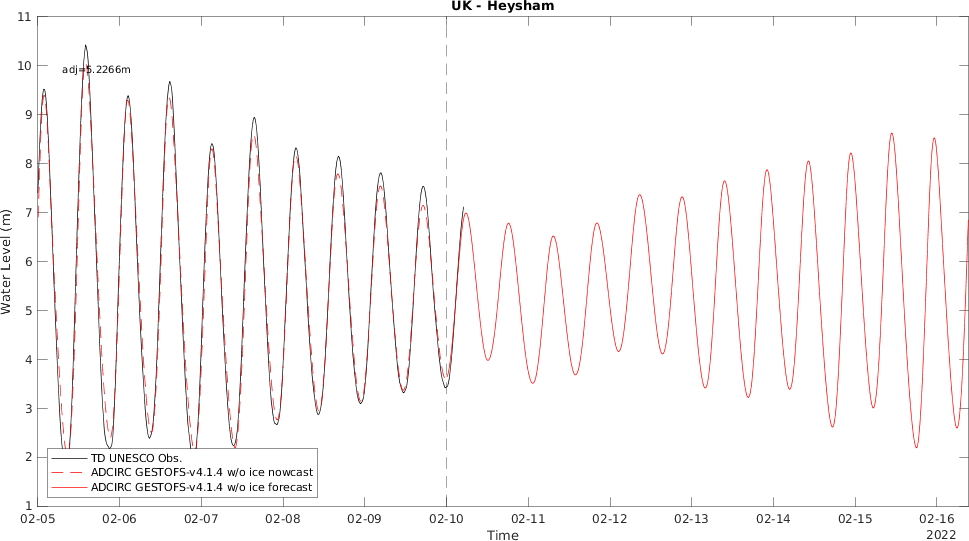 UK - Heysham
11
10
9
8
7
6
5
4
3
2
1
Water Level (m)
adj=5.2266m
TD UNESCO Obs.
ADCIRC GESTOFS-v4.1.4 w/o ice nowcast
ADCIRC GESTOFS-v4.1.4 w/o ice forecast
02-05 02-06 02-07 02-08 02-09 02-10 02-11 02-12 02-13 02-14 02-15 02-16
2022
Time